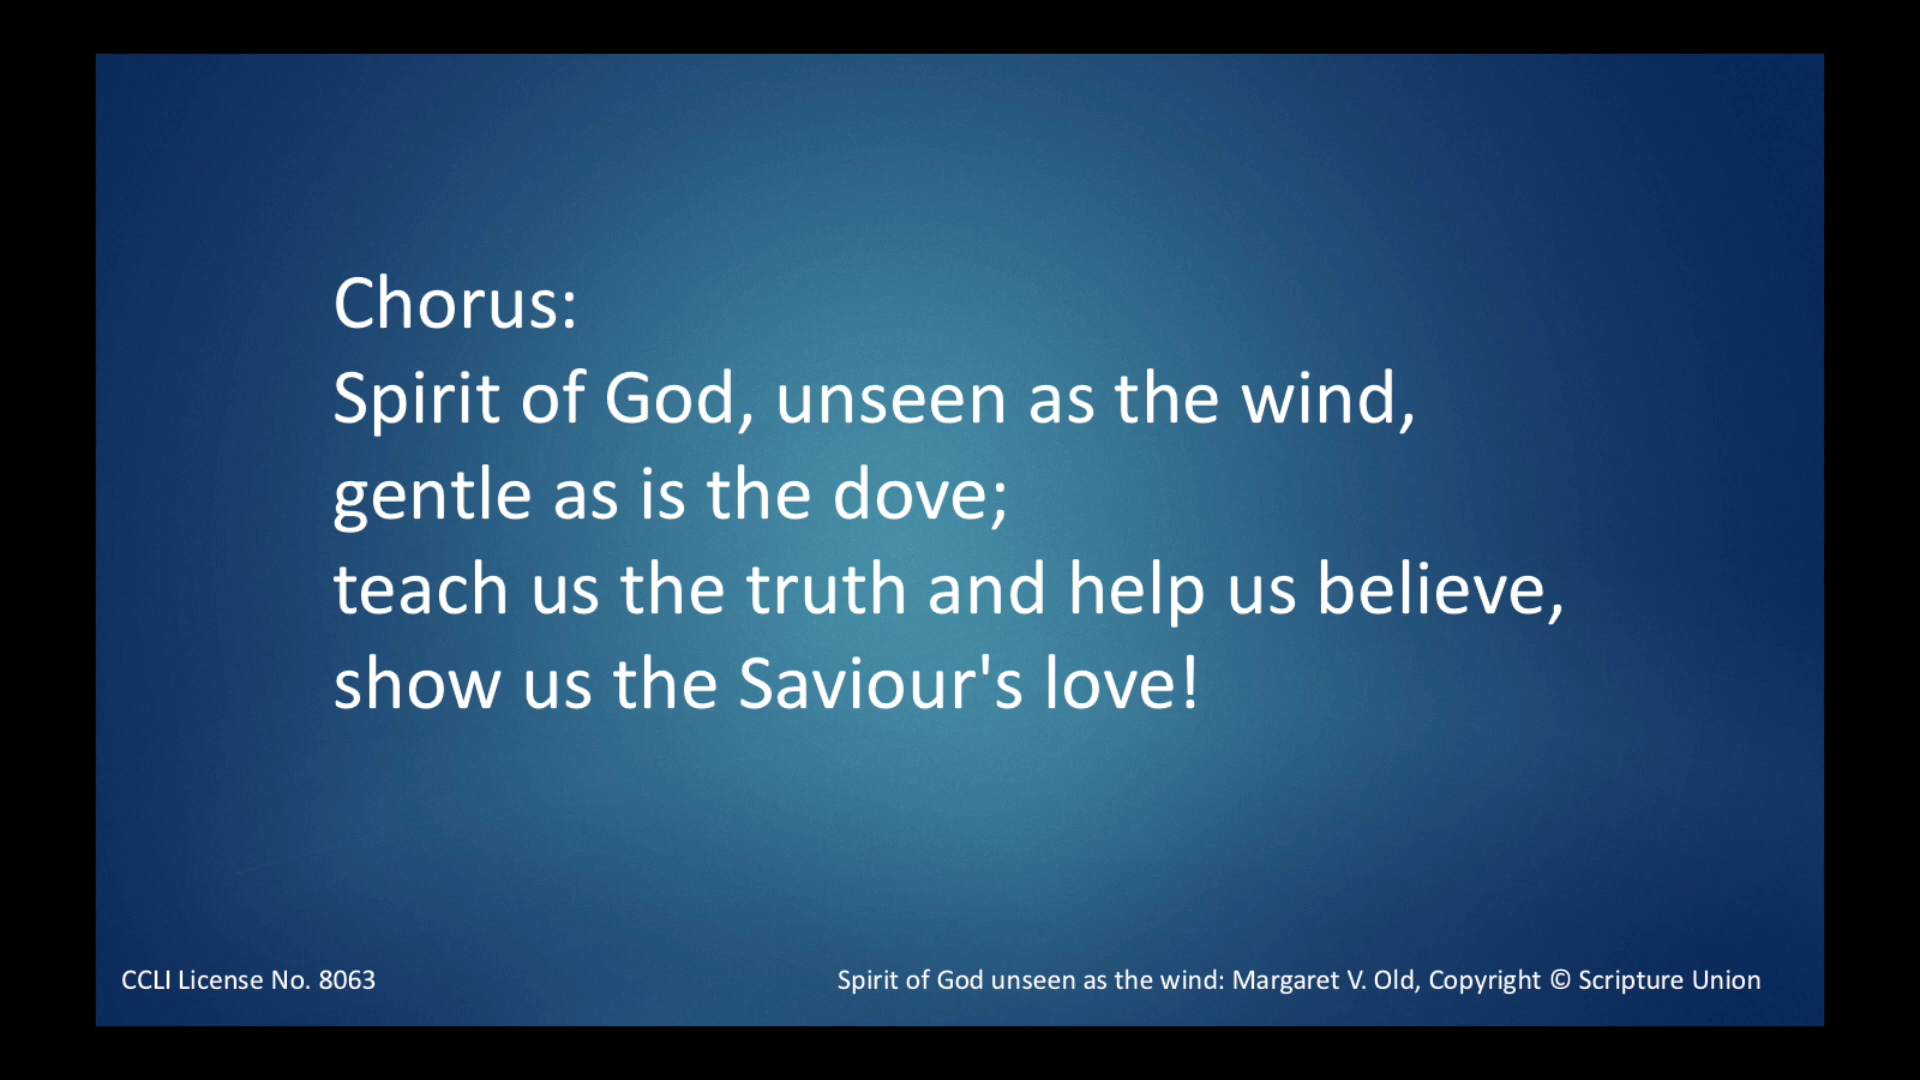 Chorus:
Spirit of God, unseen as the wind,
gentle as is the dove;
teach us the truth and help us believe,
show us the Saviour's love!
CCLI License No. 8063
Spirit of God unseen as the wind: Margaret V. Old, Copyright © Scripture Union